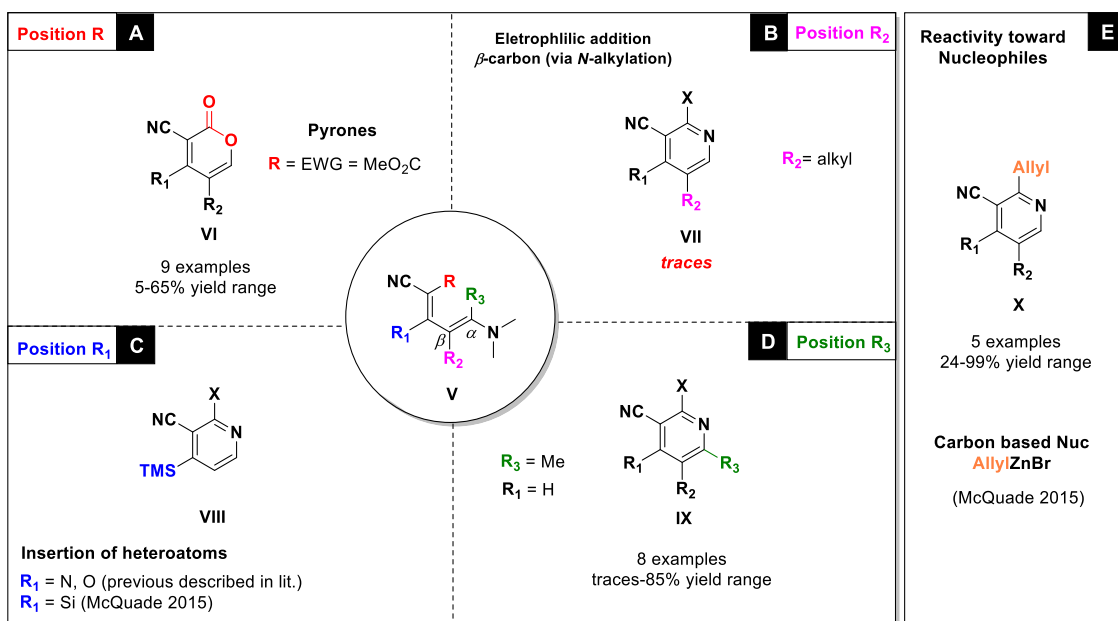 Position R
A
O
NC
O
R1
R2
VI
Pyrones
R = EWG = MeO2C
9 examples
5-65% yield range
Eletrophlilic addition
β-carbon (via N-alkylation)
B
Position R2
X
NC
N
R1
R2
VII
traces
R2= alkyl
NC
R
R3
R1
β
α
N
R2
V
Position R1
C
X
NC
N
TMS
VIII
Insertion of heteroatoms
R1 = N, O (previous described in lit.)
R1 = Si (McQuade 2015)
D
Position R3
X
NC
N
R1
R3
R2
IX
R3 = Me
R1 = H
8 examples
traces-85% yield range
Reactivity toward
Nucleophiles
E
Allyl
NC
N
R1
R2
X
5 examples
24-99% yield range
Carbon based Nuc
AllylZnBr
(McQuade 2015)